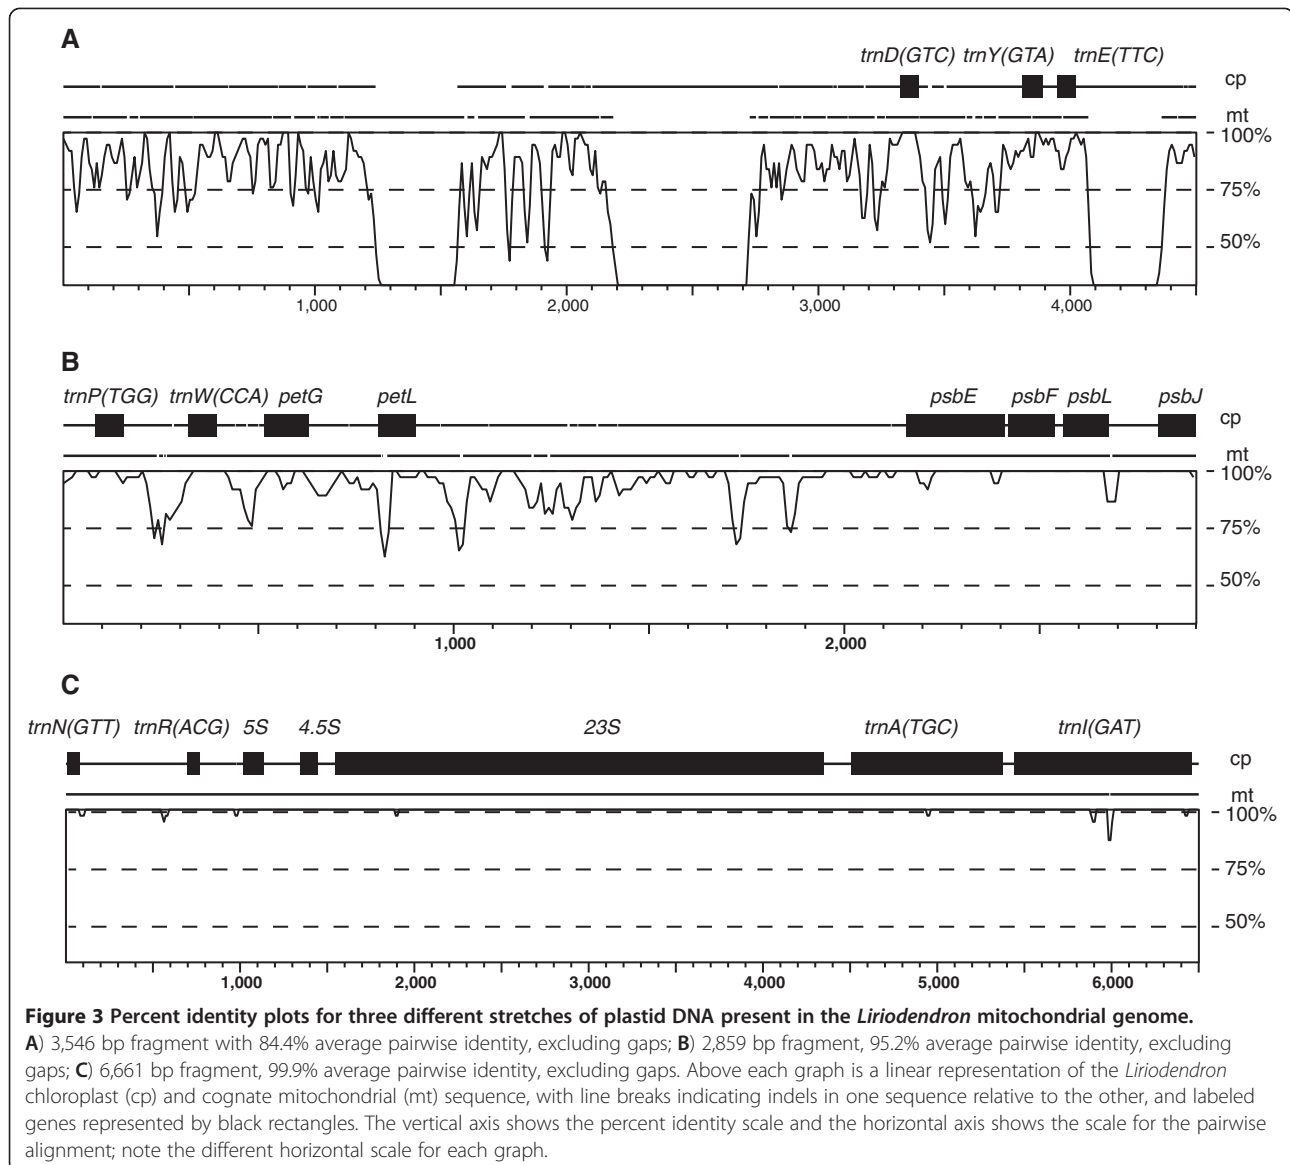 A
trnD(GTC) trnY(GTA) trnE(TTC)
cp
mt
100%
75%
50%
1,000 2,000 3,000 4,000
B
trnP(TGG) trnW(CCA) petG petL psbE psbF psbL psbJ
cp
mt
100%
75%
50%
1,000 2,000
C
trnN(GTT) trnR(ACG) 5S 4.5S 23S trnA(TGC) trnI(GAT)
cp
mt
100%
75%
50%
1,000 2,000 3,000 4,000 5,000 6,000
Figure 3 Percent identity plots for three different stretches of plastid DNA present in the Liriodendron mitochondrial genome.
A) 3,546 bp fragment with 84.4% average pairwise identity, excluding gaps; B) 2,859 bp fragment, 95.2% average pairwise identity, excluding
gaps; C) 6,661 bp fragment, 99.9% average pairwise identity, excluding gaps. Above each graph is a linear representation of the Liriodendron
chloroplast (cp) and cognate mitochondrial (mt) sequence, with line breaks indicating indels in one sequence relative to the other, and labeled
genes represented by black rectangles. The vertical axis shows the percent identity scale and the horizontal axis shows the scale for the pairwise
alignment; note the different horizontal scale for each graph.